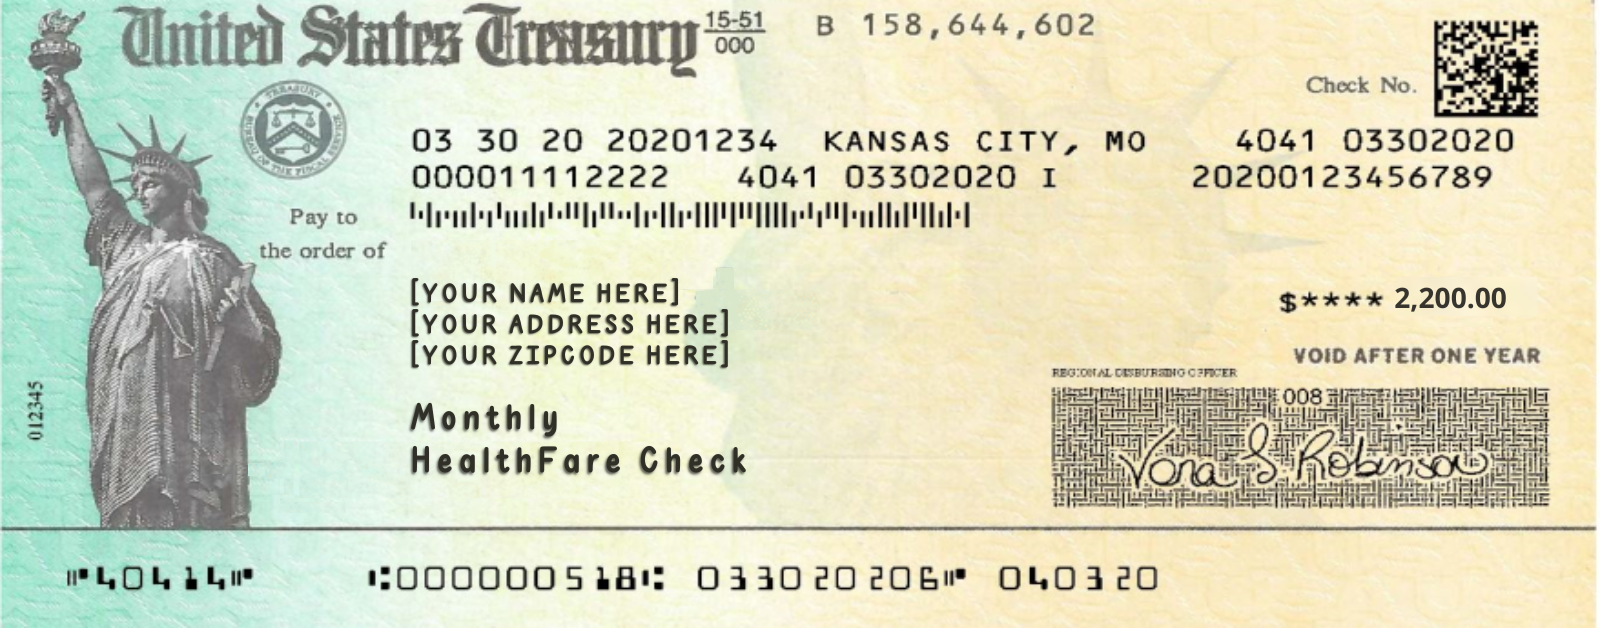 United States Treasury 15-51
000 B 158,644,602
Check No.
TREASURY
BUREAU OF THE FISCAL SERVICE
03 30 20 20201234 KANSAS CITY, MO 4041 03302020
000011112222 4041 03302020 I 20200123456789
Pay to
the order of
[YOUR NAME HERE]
[YOUR ADDRESS HERE]
[YOUR ZIPCODE HERE]
$**** 2,200.00
VOID AFTER ONE YEAR
REGIONAL DISBURSING OFFICER
008
Vona S. Robinson
Monthly
HealthFare Check
012345
⑈40414⑈ ⑆000000518⑆ 033020206⑈ 040320